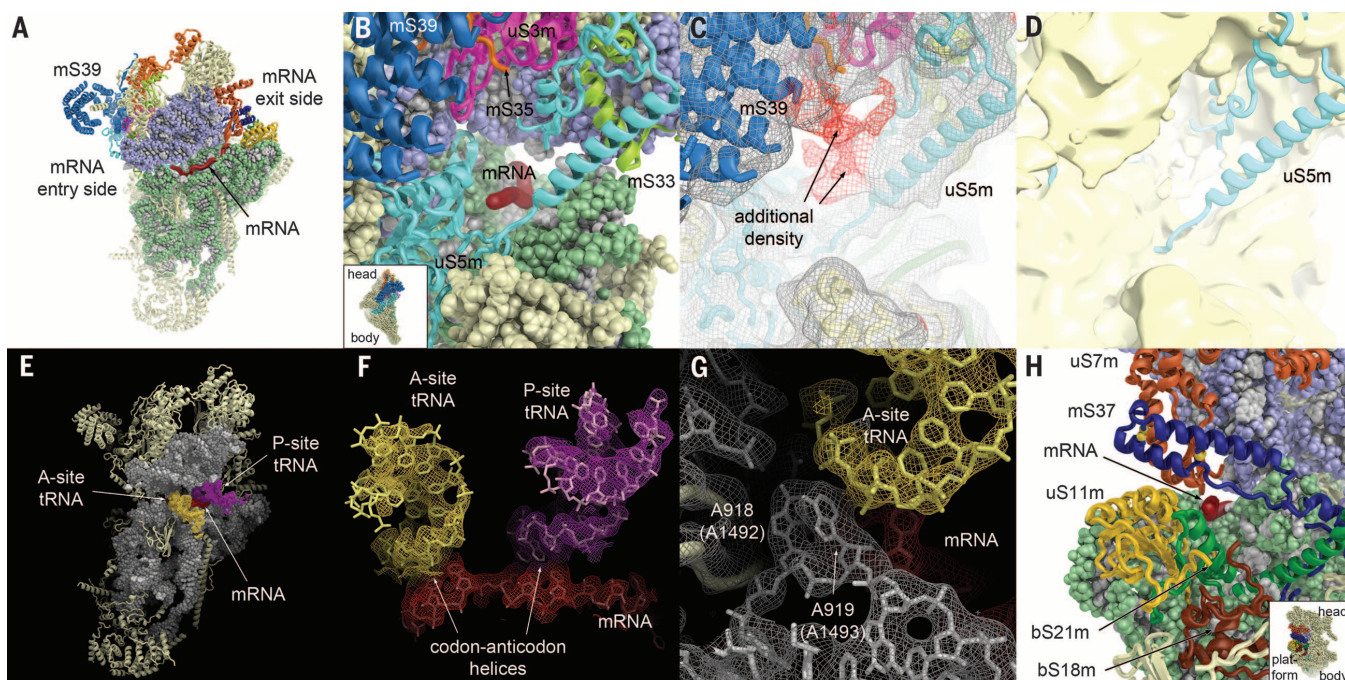 A
mS39
mRNA
exit side
mRNA
entry side
mRNA
B
mS39
uS3m
mS35
mRNA
mS33
uS5m
head
body
C
mS39
uS5m
additional
density
D
uS5m
E
P-site
tRNA
A-site
tRNA
mRNA
F
A-site
tRNA
P-site
tRNA
mRNA
codon-anticodon
helices
G
A-site
tRNA
A918
(A1492)
mRNA
A919
(A1493)
H
uS7m
mS37
mRNA
uS11m
bS21m
bS18m
head
plat-
form
body